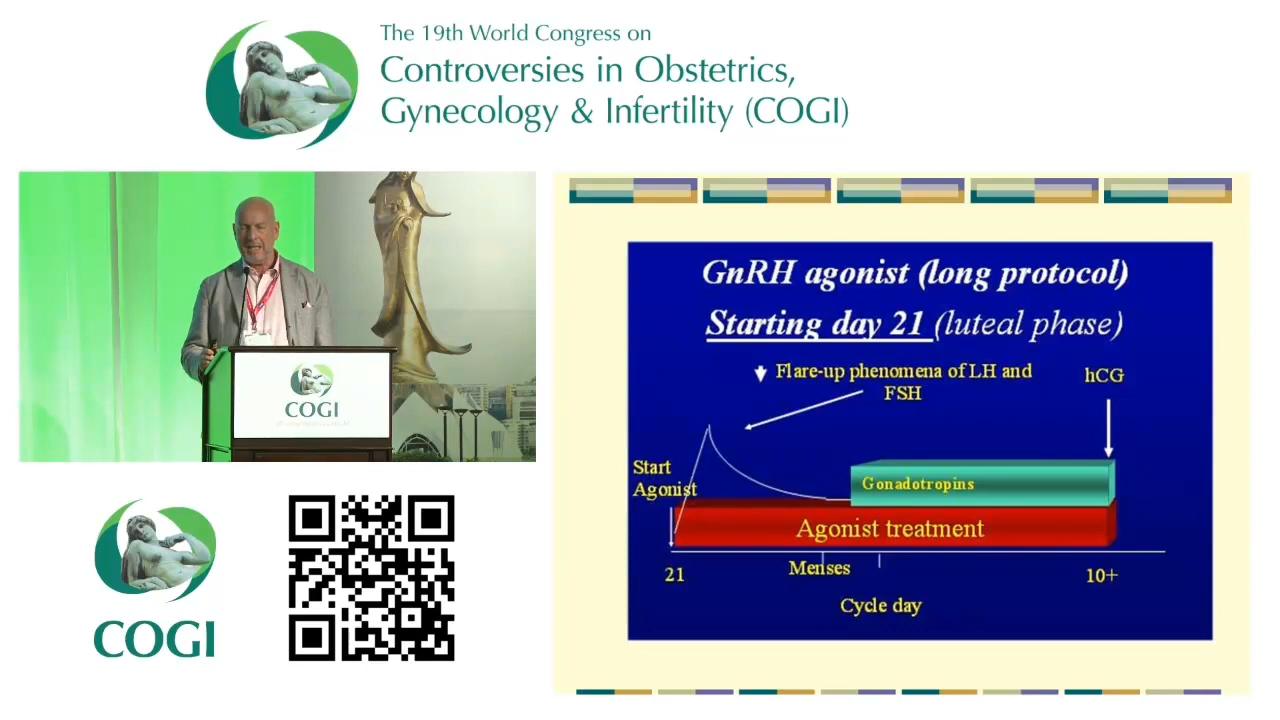 The 19th World Congress on
Controversies in Obstetrics,
Gynecology & Infertility (COGI)
COGI
COGI
GnRH agonist (long protocol)
Starting day 21 (luteal phase)
Flare-up phenomena of LH and
FSH
hCG
Start
Agonist
Gonadotropins
Agonist treatment
21
Menses
10+
Cycle day